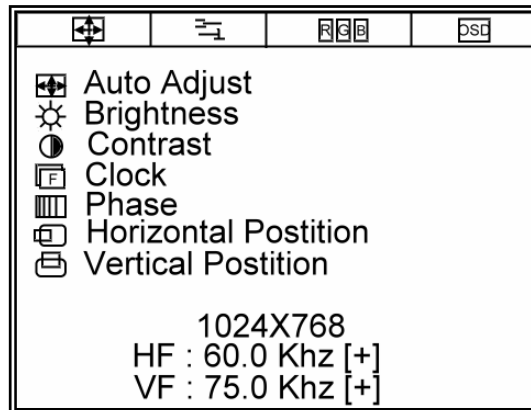 R G B OSD
Auto Adjust
Brightness
Contrast
F Clock
Phase
Horizontal Postition
Vertical Postition
1024X768
HF : 60.0 Khz [+]
VF : 75.0 Khz [+]